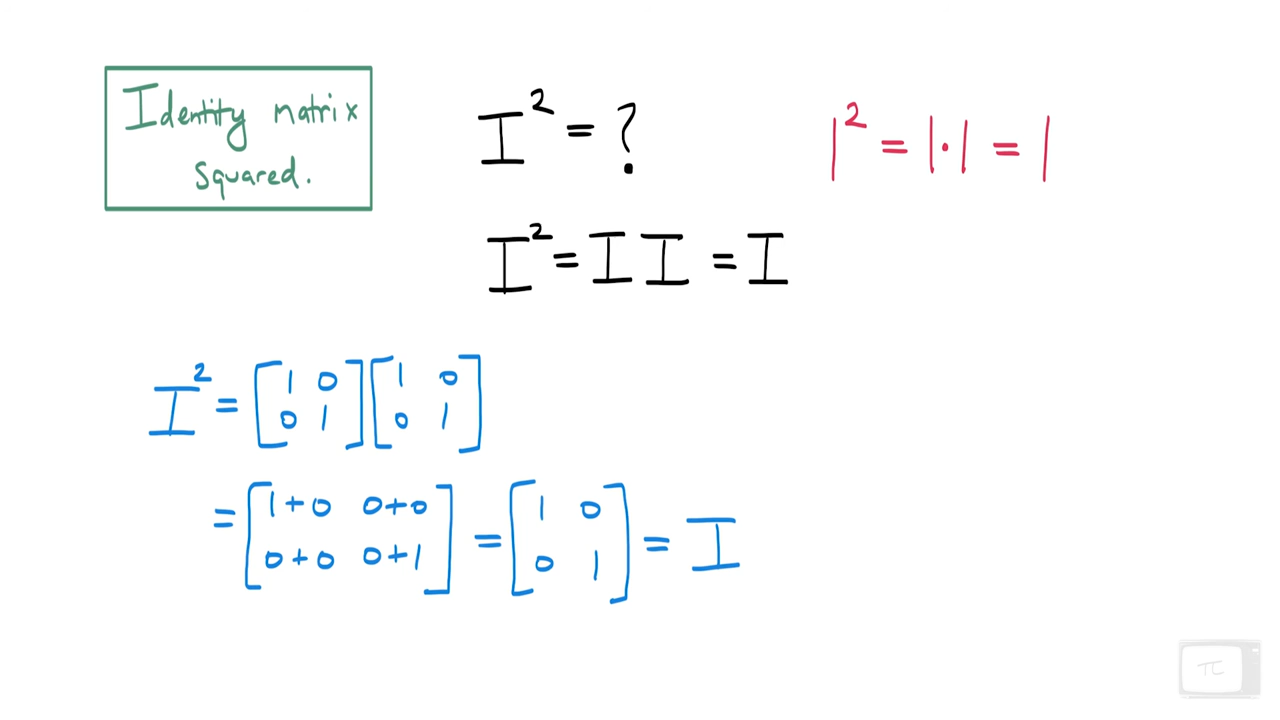 Identity matrix
squared.
I² = ?
1² = 1·1 = 1
I² = I I = I
I² = [1 0; 0 1] [1 0; 0 1]
= [1+0 0+0; 0+0 0+1] = [1 0; 0 1] = I
π